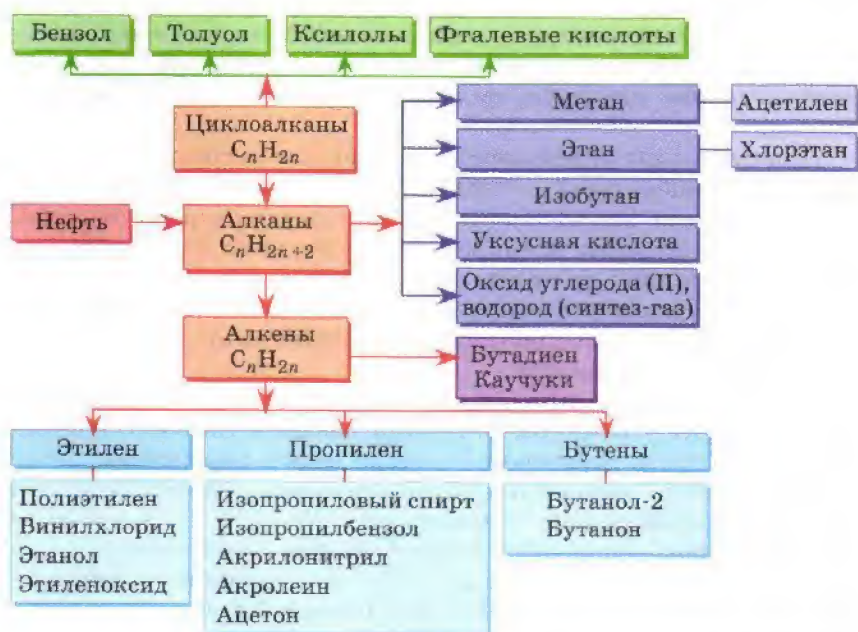 Бензол
Толуол
Ксилолы
Фталевые кислоты
Циклоалканы
CₙH₂ₙ
Метан
Ацетилен
Этан
Хлорэтан
Изобутан
Нефть
Алканы
CₙH₂ₙ₊₂
Уксусная кислота
Оксид углерода (II),
водород (синтез-газ)
Алкены
CₙH₂ₙ
Бутадиен
Каучуки
Этилен
Пропилен
Бутены
Полиэтилен
Винилхлорид
Этанол
Этиленоксид
Изопропиловый спирт
Изопропилбензол
Акрилонитрил
Акролеин
Ацетон
Бутанол-2
Бутанон